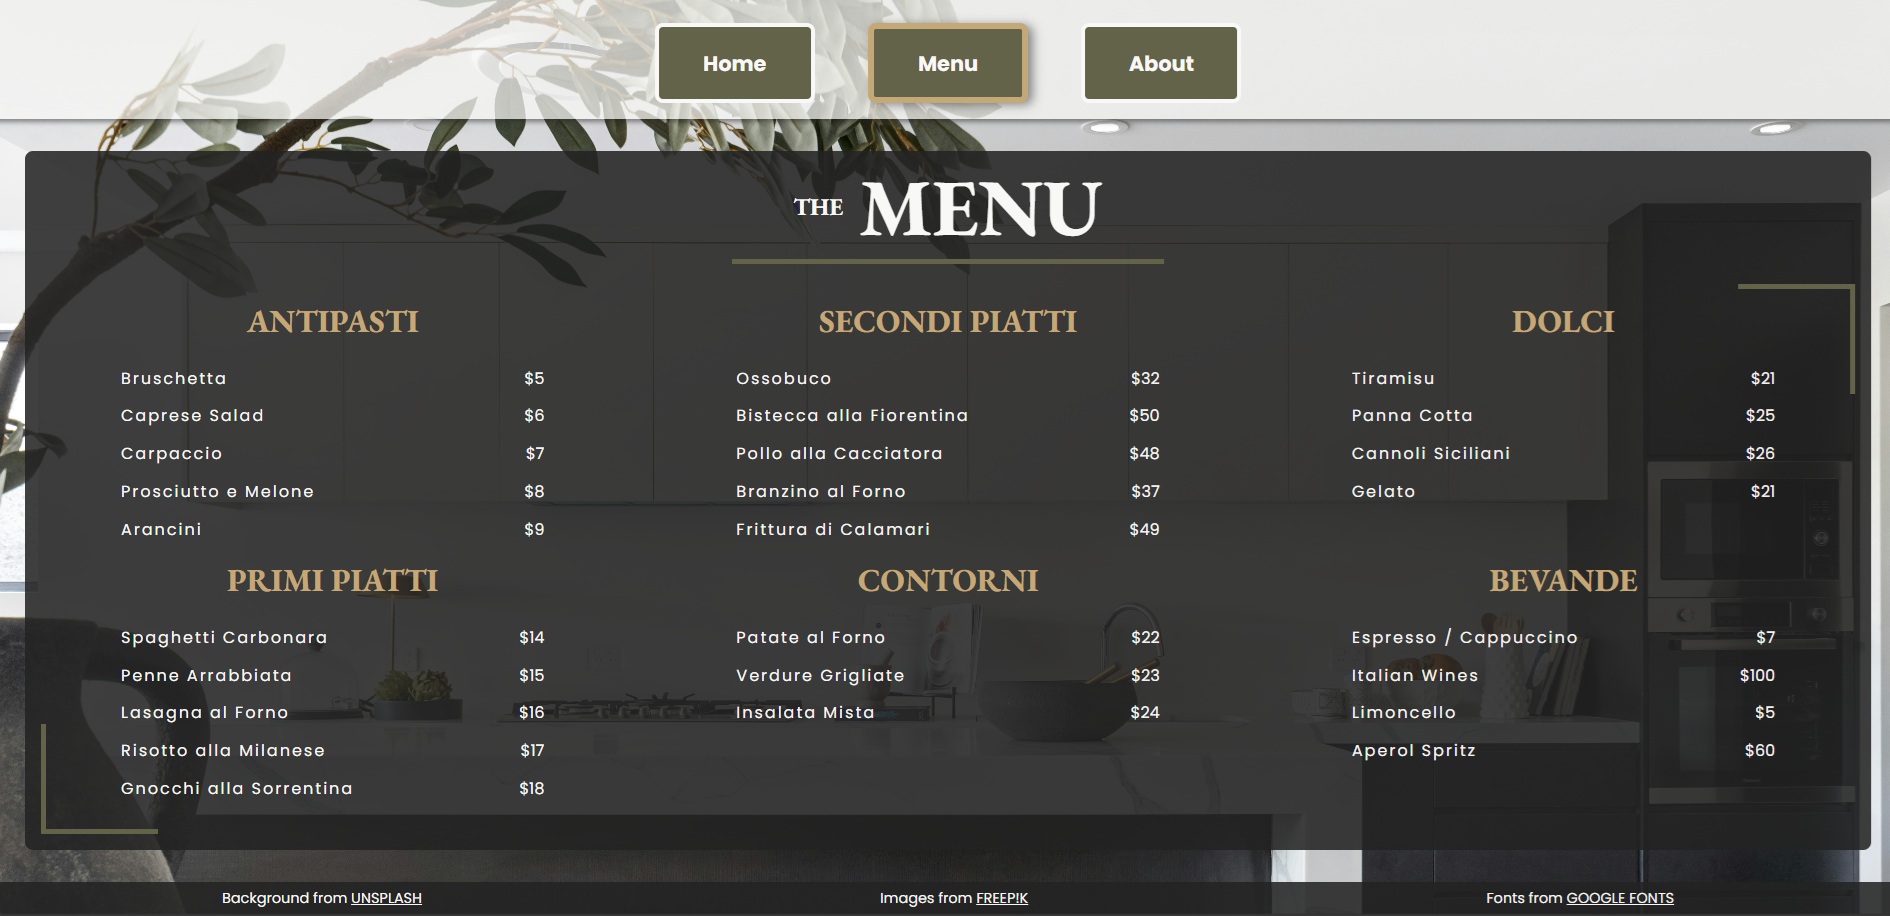 Home
Menu
About
THE MENU
ANTIPASTI
Bruschetta $5
Caprese Salad $6
Carpaccio $7
Prosciutto e Melone $8
Arancini $9
SECONDI PIATTI
Ossobuco $32
Bistecca alla Fiorentina $50
Pollo alla Cacciatora $48
Branzino al Forno $37
Frittura di Calamari $49
DOLCI
Tiramisu $21
Panna Cotta $25
Cannoli Siciliani $26
Gelato $21
PRIMI PIATTI
Spaghetti Carbonara $14
Penne Arrabbiata $15
Lasagna al Forno $16
Risotto alla Milanese $17
Gnocchi alla Sorrentina $18
CONTORNI
Patate al Forno $22
Verdure Grigliate $23
Insalata Mista $24
BEVANDE
Espresso / Cappuccino $7
Italian Wines $100
Limoncello $5
Aperol Spritz $60
Background from UNSPLASH
Images from FREEP!K
Fonts from GOOGLE FONTS